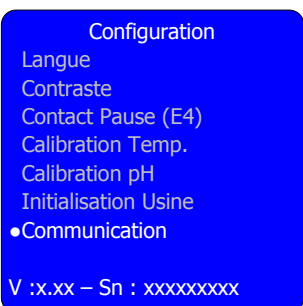 Configuration
Langue
Contraste
Contact Pause (E4)
Calibration Temp.
Calibration pH
Initialisation Usine
●Communication
V :x.xx – Sn : xxxxxxxxx